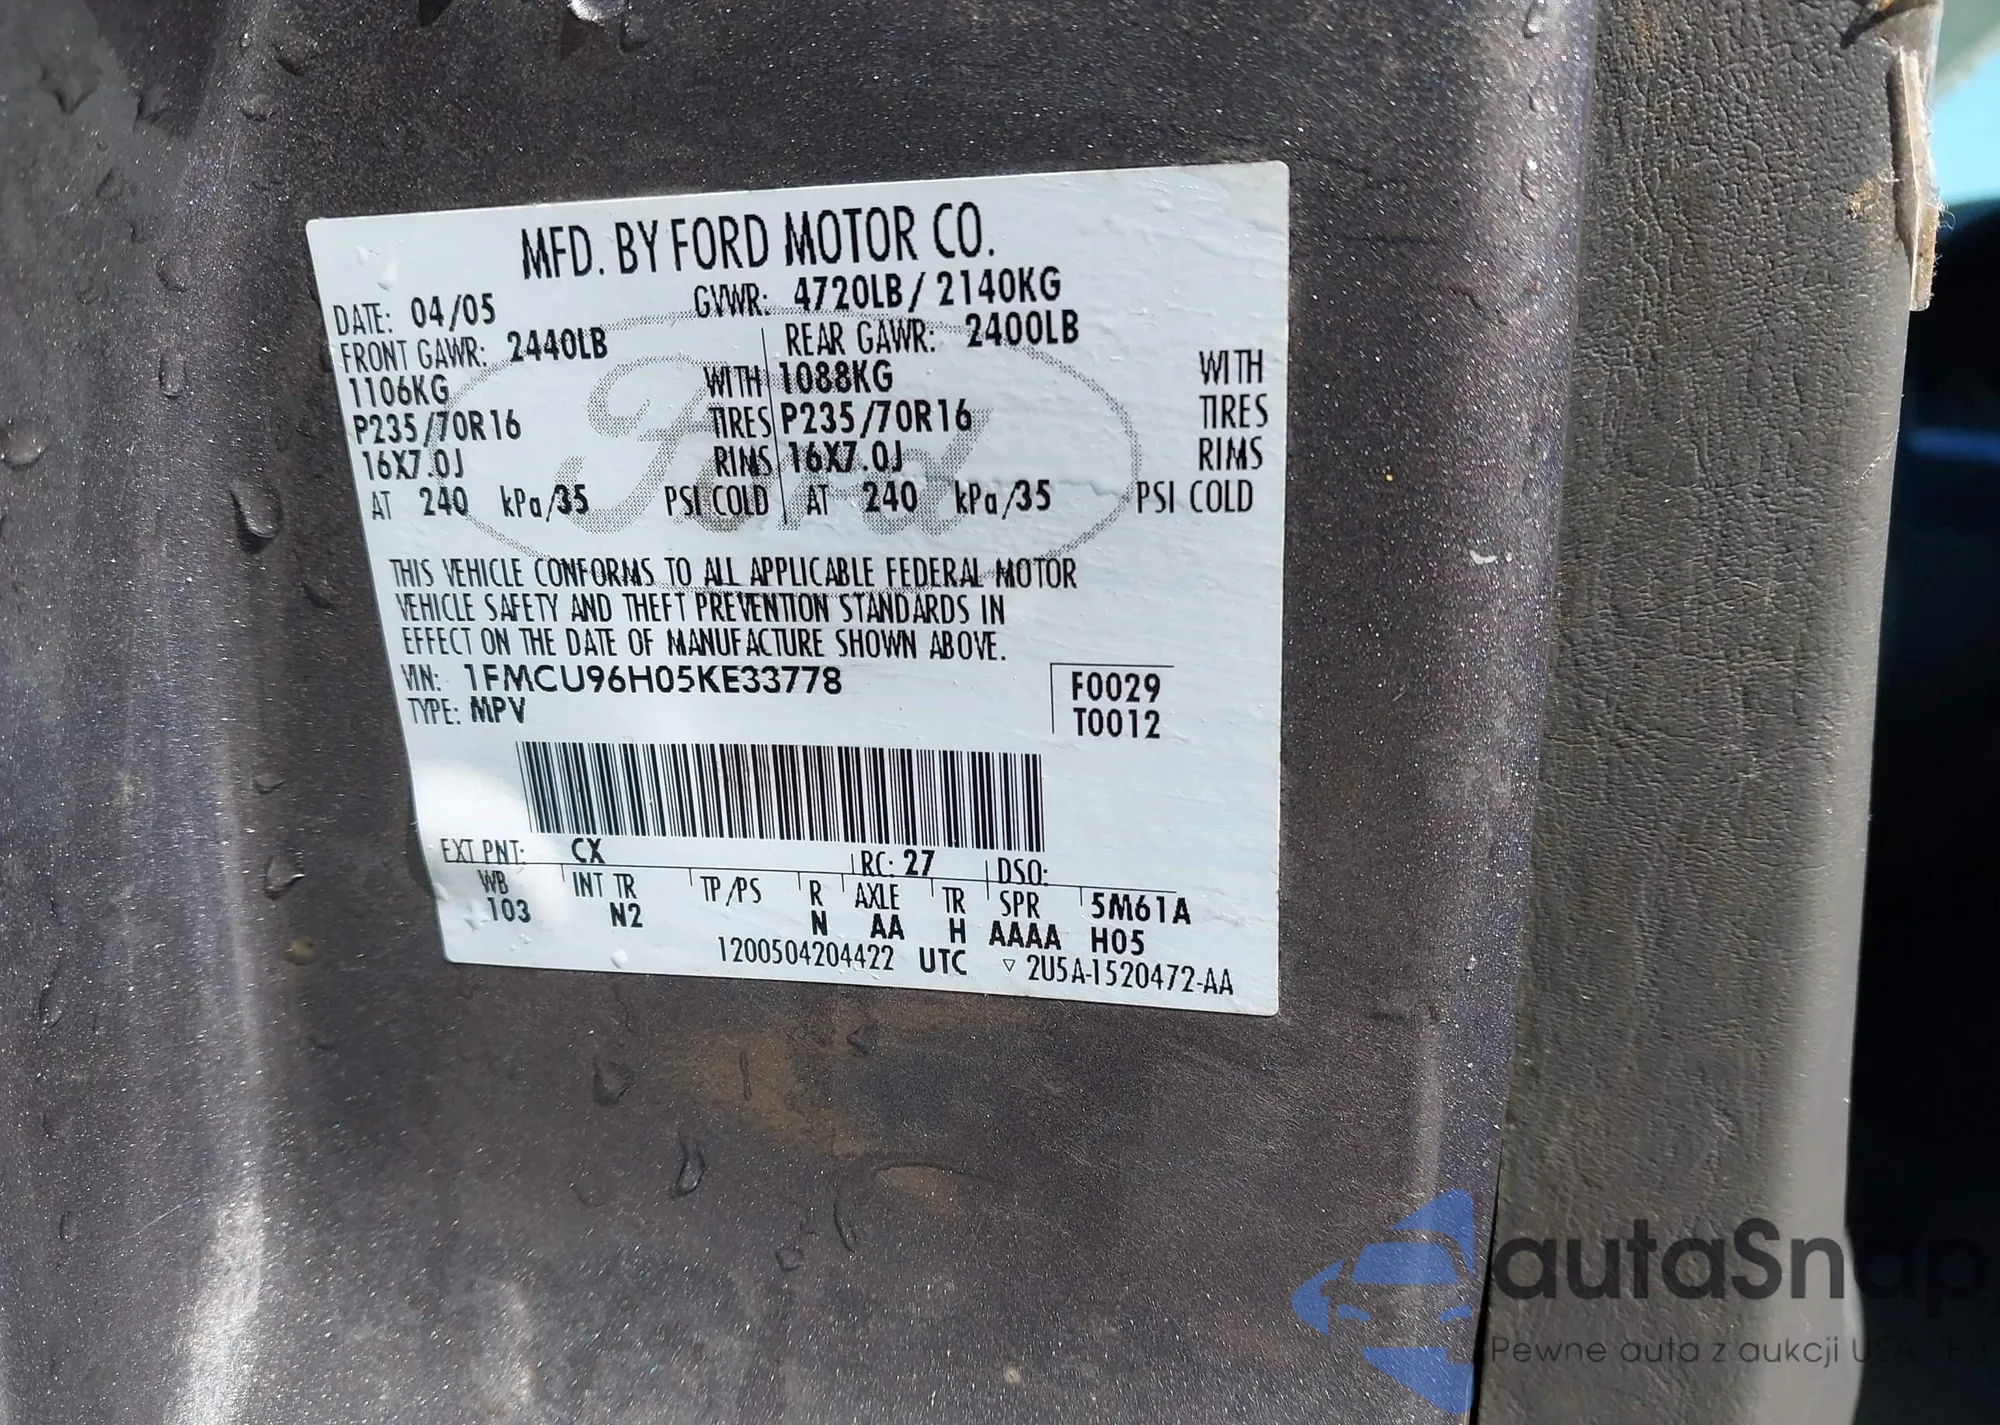 MFD. BY FORD MOTOR CO.
DATE: 04/05 GVWR: 4720LB / 2140KG
FRONT GAWR: 2440LB REAR GAWR: 2400LB
1106KG WITH 1088KG WITH
P235/70R16 TIRES P235/70R16 TIRES
16X7.0J RIMS 16X7.0J RIMS
AT 240 kPa/35 PSI COLD AT 240 kPa/35 PSI COLD
Ford
THIS VEHICLE CONFORMS TO ALL APPLICABLE FEDERAL MOTOR
VEHICLE SAFETY AND THEFT PREVENTION STANDARDS IN
EFFECT ON THE DATE OF MANUFACTURE SHOWN ABOVE.
VIN: 1FMCU96H05KE33778 F0029
TYPE: MPV T0012
EXT PNT: CX RC: 27 DSO:
WB INT TR TP/PS R AXLE TR SPR 5M61A
103 N2 N AA H AAAA H05
1200504204422 UTC ▽ 2U5A-1520472-AA
autaSnap
Pewne auta z aukcji USA - EU